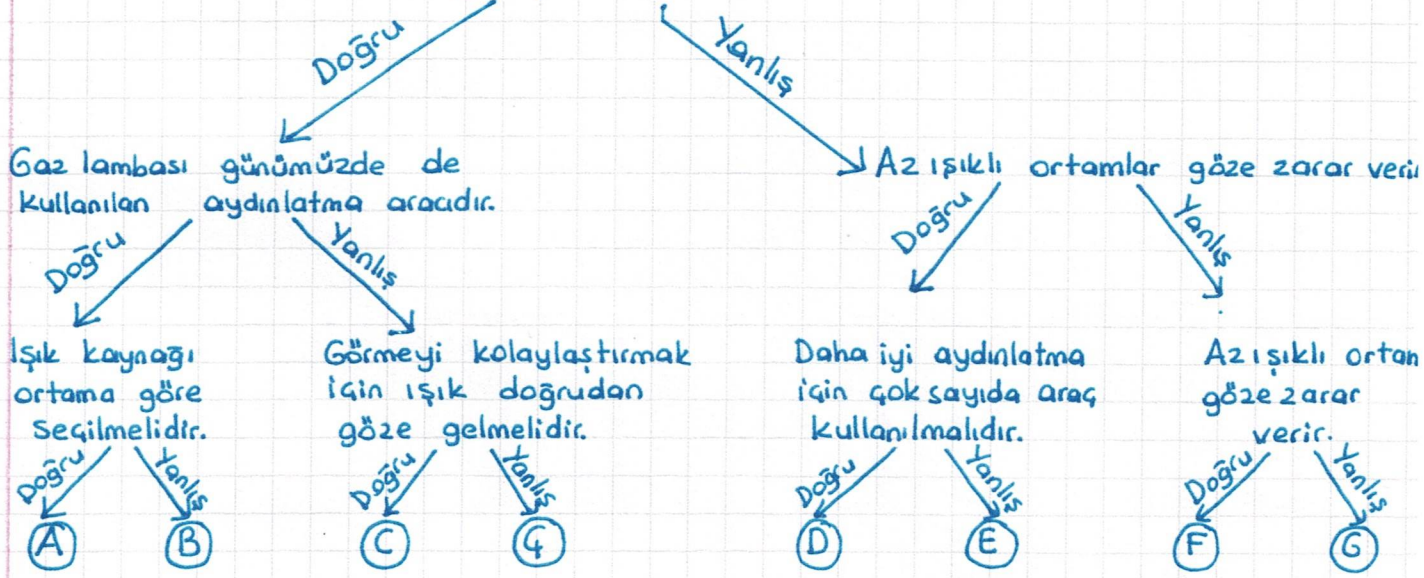 Doğru
Yanlış
Gaz lambası günümüzde de
kullanılan aydınlatma aracıdır.
Az ışıklı ortamlar göze zarar
Doğru
Yanlış
Doğru
Yanlış
Işık kaynağı
ortama göre
seçilmelidir.
Görmeyi kolaylaştırmak
için ışık doğrudan
göze gelmelidir.
Daha iyi aydınlatma
için çok sayıda araç
kullanılmalıdır.
Az ışıklı
göze zarar
verir.
Doğru
Yanlış
Doğru
Yanlış
Doğru
Yanlış
Doğru
Yanlış
A
B
C
Ç
D
E
F
G